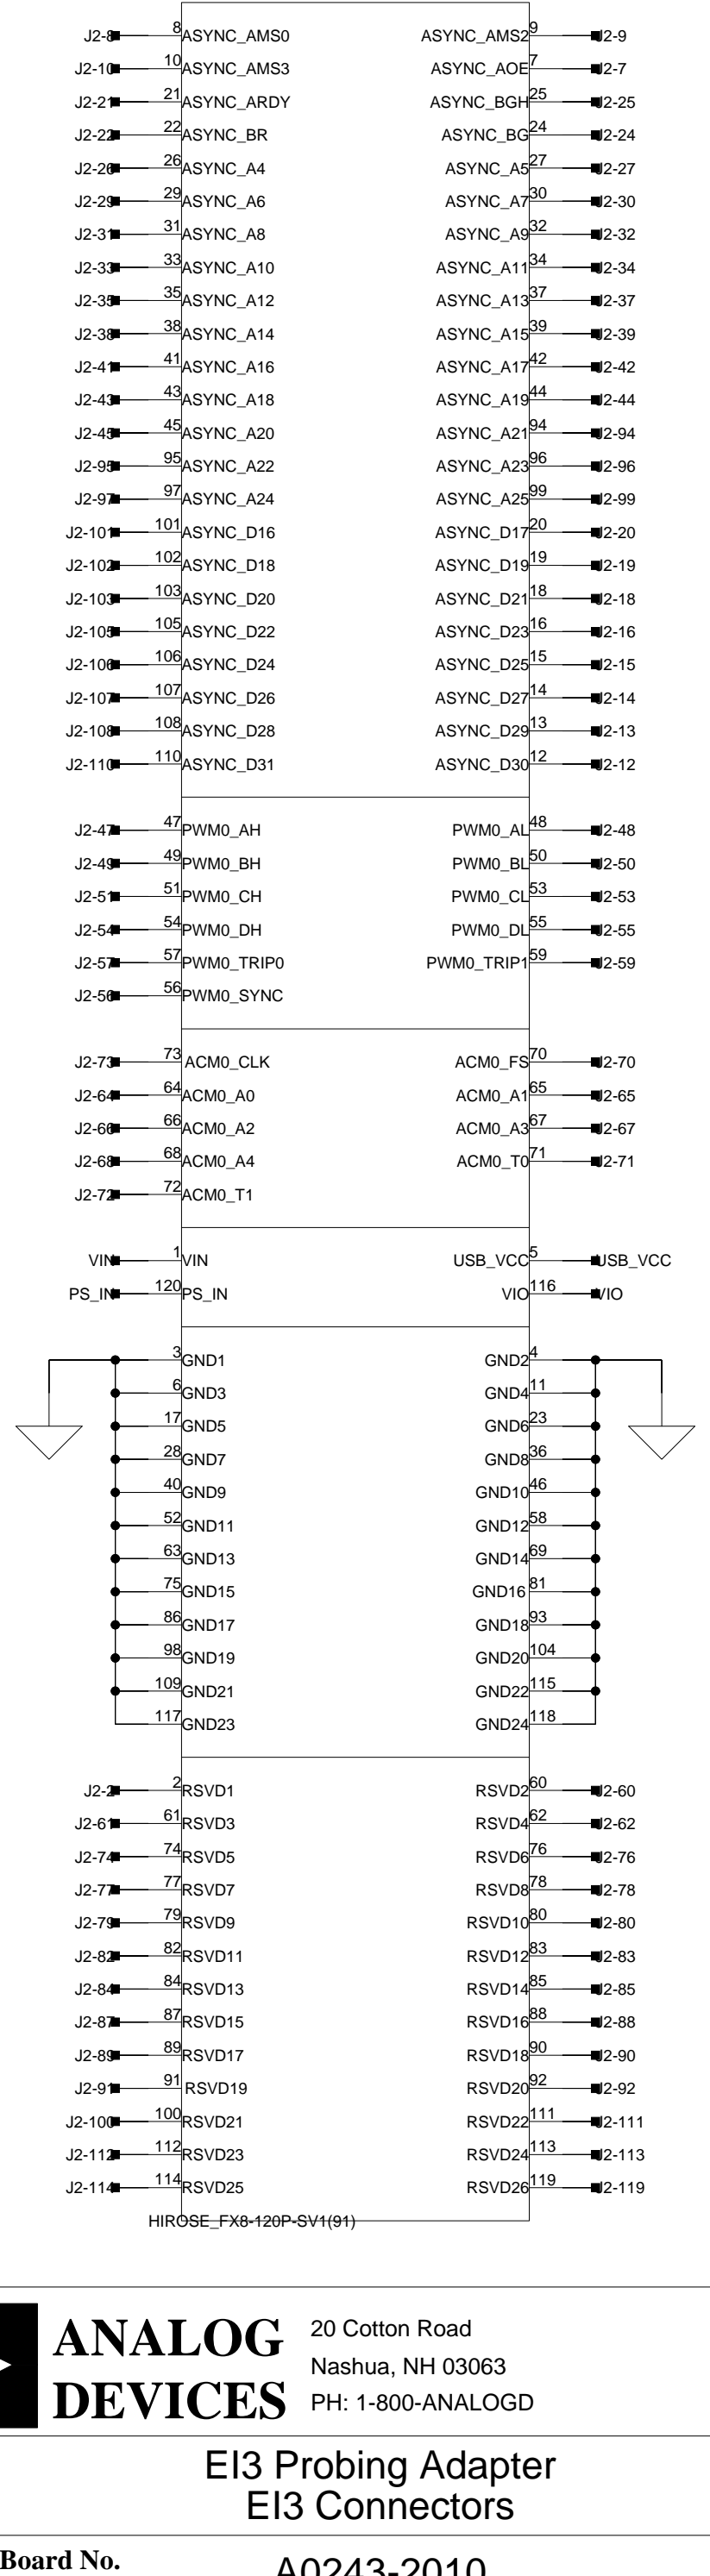 J2-8 8 ASYNC_AMS0 ASYNC_AMS2 9 J2-9
J2-10 10 ASYNC_AMS3 ASYNC_AOE 7 J2-7
J2-21 21 ASYNC_ARDY ASYNC_BGH 25 J2-25
J2-22 22 ASYNC_BR ASYNC_BG 24 J2-24
J2-26 26 ASYNC_A4 ASYNC_A5 27 J2-27
J2-29 29 ASYNC_A6 ASYNC_A7 30 J2-30
J2-31 31 ASYNC_A8 ASYNC_A9 32 J2-32
J2-33 33 ASYNC_A10 ASYNC_A11 34 J2-34
J2-35 35 ASYNC_A12 ASYNC_A13 37 J2-37
J2-38 38 ASYNC_A14 ASYNC_A15 39 J2-39
J2-41 41 ASYNC_A16 ASYNC_A17 42 J2-42
J2-43 43 ASYNC_A18 ASYNC_A19 44 J2-44
J2-45 45 ASYNC_A20 ASYNC_A21 94 J2-94
J2-95 95 ASYNC_A22 ASYNC_A23 96 J2-96
J2-97 97 ASYNC_A24 ASYNC_A25 99 J2-99
J2-101 101 ASYNC_D16 ASYNC_D17 20 J2-20
J2-102 102 ASYNC_D18 ASYNC_D19 19 J2-19
J2-103 103 ASYNC_D20 ASYNC_D21 18 J2-18
J2-105 105 ASYNC_D22 ASYNC_D23 16 J2-16
J2-106 106 ASYNC_D24 ASYNC_D25 15 J2-15
J2-107 107 ASYNC_D26 ASYNC_D27 14 J2-14
J2-108 108 ASYNC_D28 ASYNC_D29 13 J2-13
J2-110 110 ASYNC_D31 ASYNC_D30 12 J2-12
J2-47 47 PWM0_AH PWM0_AL 48 J2-48
J2-49 49 PWM0_BH PWM0_BL 50 J2-50
J2-51 51 PWM0_CH PWM0_CL 53 J2-53
J2-54 54 PWM0_DH PWM0_DL 55 J2-55
J2-57 57 PWM0_TRIP0 PWM0_TRIP1 59 J2-59
J2-56 56 PWM0_SYNC
J2-73 73 ACM0_CLK ACM0_FS 70 J2-70
J2-64 64 ACM0_A0 ACM0_A1 65 J2-65
J2-66 66 ACM0_A2 ACM0_A3 67 J2-67
J2-68 68 ACM0_A4 ACM0_T0 71 J2-71
J2-72 72 ACM0_T1
VIN 1 VIN USB_VCC 5 USB_VCC
PS_IN 120 PS_IN VIO 116 VIO
3 GND1 GND2 4
6 GND3 GND4 11
17 GND5 GND6 23
28 GND7 GND8 36
40 GND9 GND10 46
52 GND11 GND12 58
63 GND13 GND14 69
75 GND15 GND16 81
86 GND17 GND18 93
98 GND19 GND20 104
109 GND21 GND22 115
117 GND23 GND24 118
J2-2 2 RSVD1 RSVD2 60 J2-60
J2-61 61 RSVD3 RSVD4 62 J2-62
J2-74 74 RSVD5 RSVD6 76 J2-76
J2-77 77 RSVD7 RSVD8 78 J2-78
J2-79 79 RSVD9 RSVD10 80 J2-80
J2-82 82 RSVD11 RSVD12 83 J2-83
J2-84 84 RSVD13 RSVD14 85 J2-85
J2-87 87 RSVD15 RSVD16 88 J2-88
J2-89 89 RSVD17 RSVD18 90 J2-90
J2-91 91 RSVD19 RSVD20 92 J2-92
J2-100 100 RSVD21 RSVD22 111 J2-111
J2-112 112 RSVD23 RSVD24 113 J2-113
J2-114 114 RSVD25 RSVD26 119 J2-119
HIROSE_FX8-120P-SV1(91)
ANALOG
DEVICES
20 Cotton Road
Nashua, NH 03063
PH: 1-800-ANALOGD
EI3 Probing Adapter
EI3 Connectors
Board No.
A0243-2010